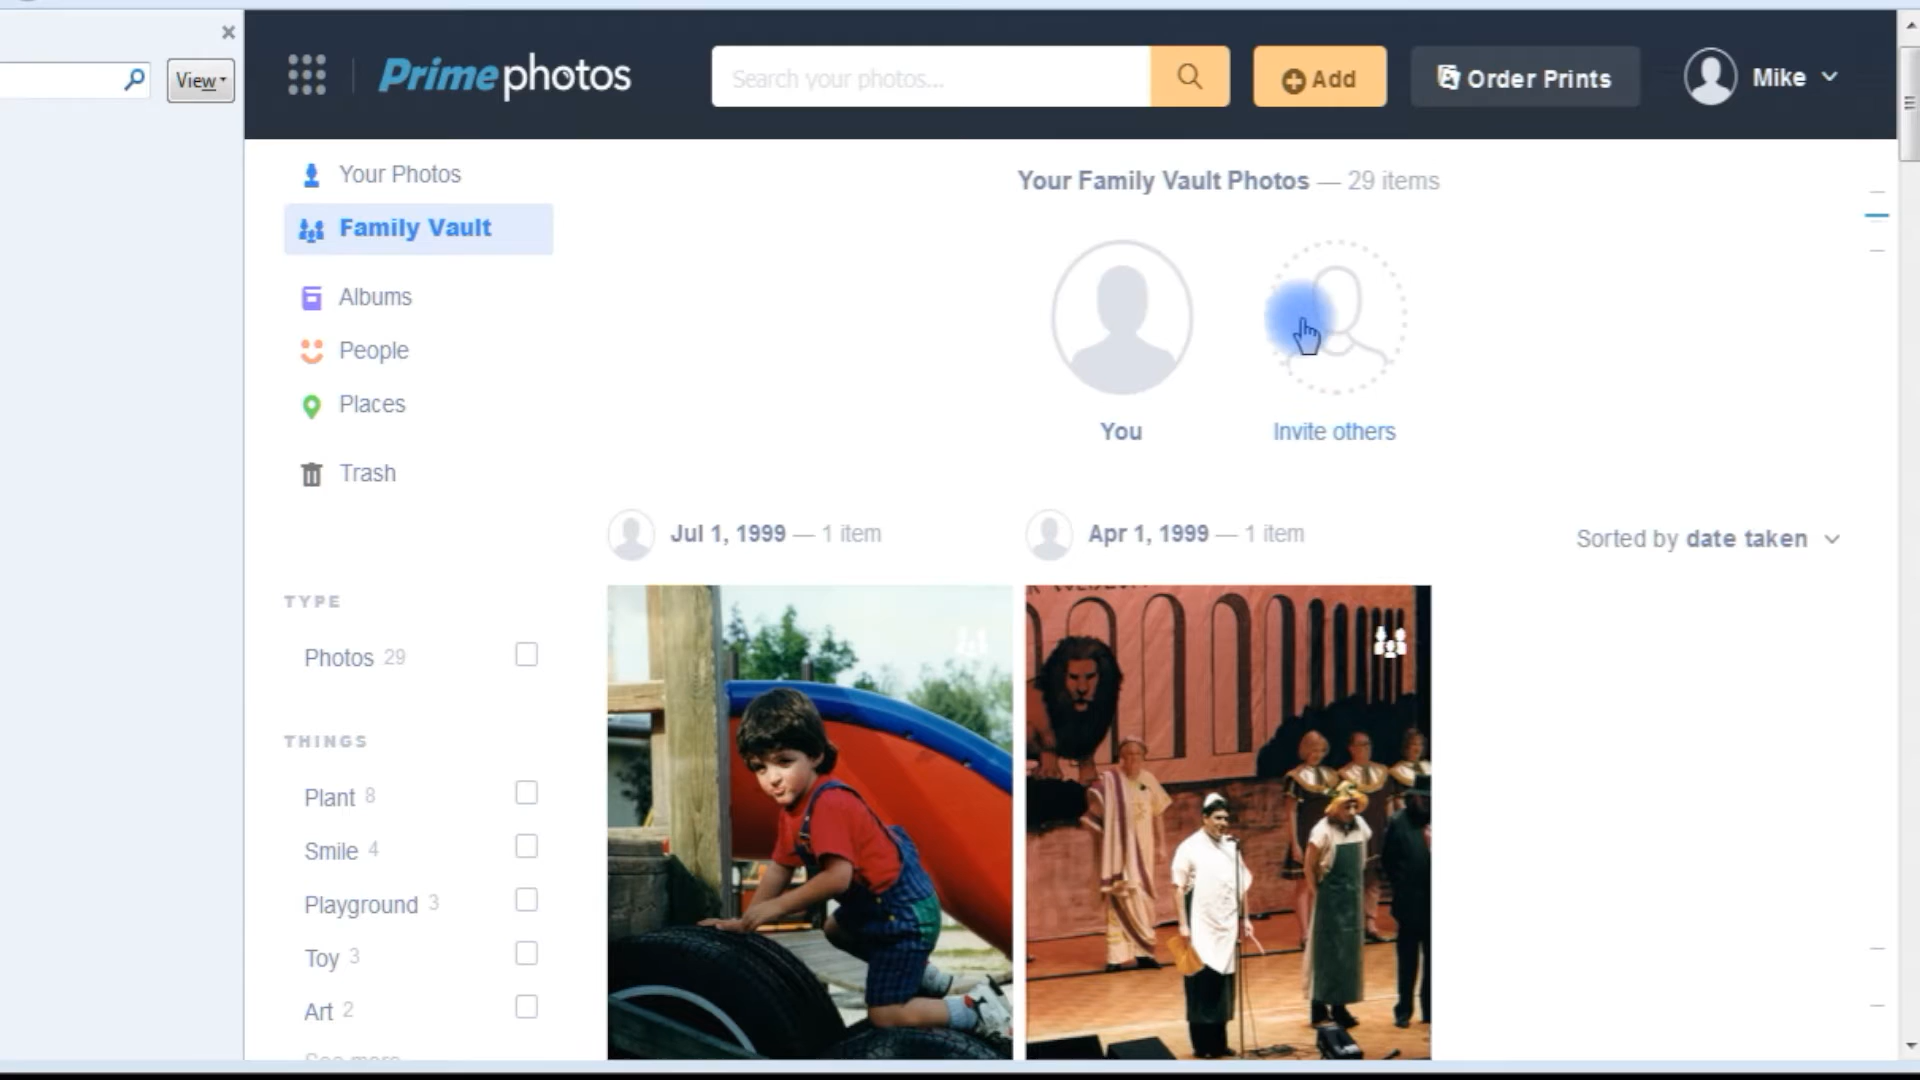 View
Prime photos
Search your photos...
Add
Order Prints
Mike
Your Photos
Family Vault
Albums
People
Places
Trash
Your Family Vault Photos — 29 items
You
Invite others
Jul 1, 1999 — 1 item
Apr 1, 1999 — 1 item
Sorted by date taken
TYPE
Photos 29
THINGS
Plant 8
Smile 4
Playground 3
Toy 3
Art 2
See more